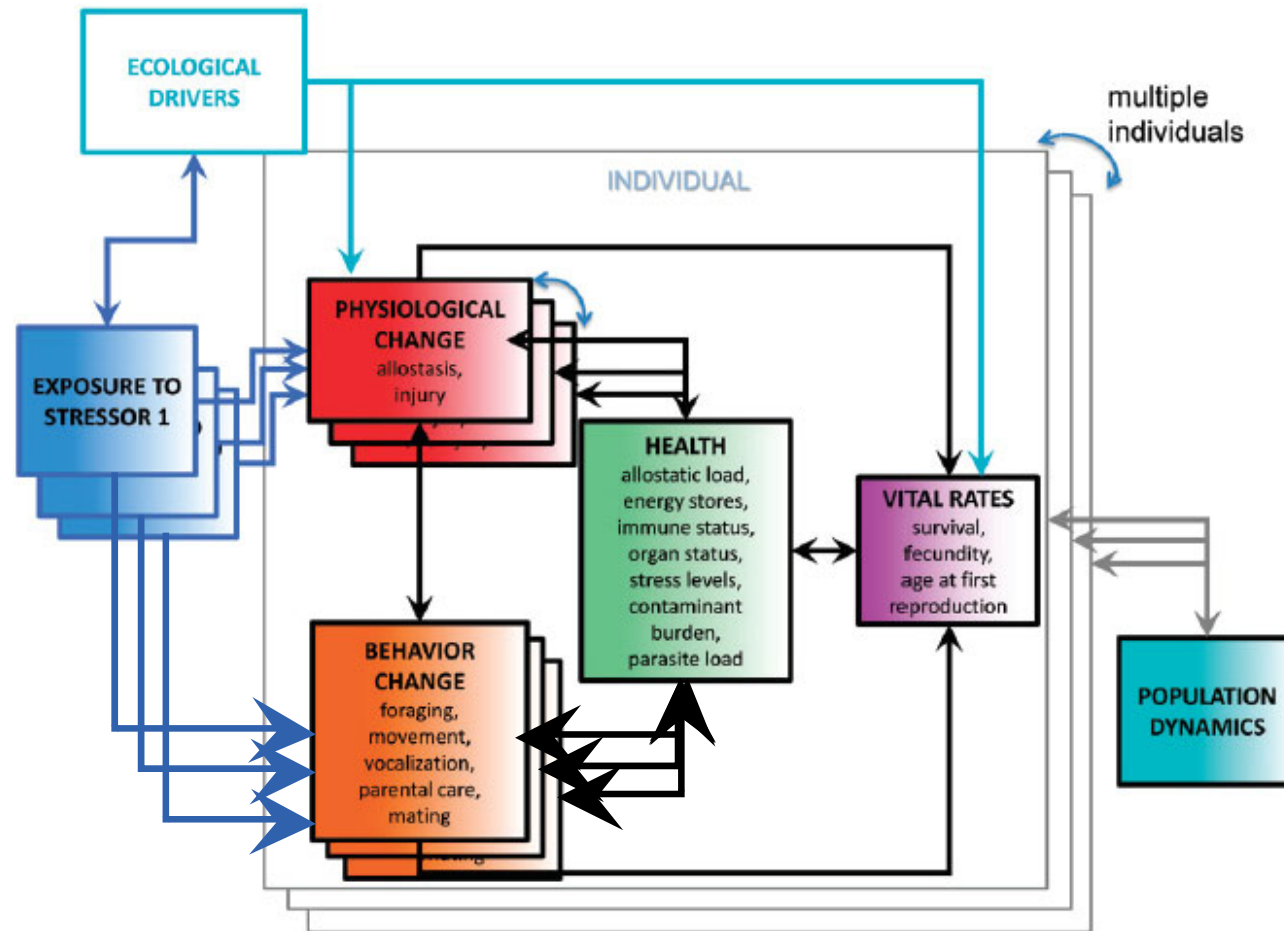 ECOLOGICAL
DRIVERS
multiple
individuals
INDIVIDUAL
PHYSIOLOGICAL
CHANGE
allostasis,
injury
EXPOSURE TO
STRESSOR 1
HEALTH
allostatic load,
energy stores,
immune status,
organ status,
stress levels,
contaminant
burden,
parasite load
VITAL RATES
survival,
fecundity,
age at first
reproduction
BEHAVIOR
CHANGE
foraging,
movement,
vocalization,
parental care,
mating
POPULATION
DYNAMICS